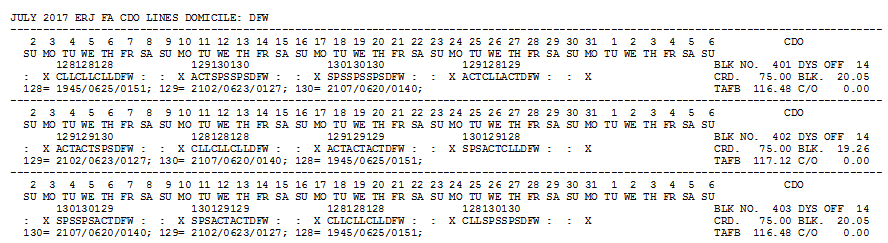 JULY 2017 ERJ FA CDO LINES DOMICILE: DFW
2 3 4 5 6 7 8 9 10 11 12 13 14 15 16 17 18 19 20 21 22 23 24 25 26 27 28 29 30 31 1 2 3 4 5 6 CDO
SU MO TU WE TH FR SA SU MO TU WE TH FR SA SU MO TU WE TH FR SA SU MO TU WE TH FR SA SU MO TU WE TH FR SA SU
128128128 129130130 130130130 129128129 BLK NO. 401 DYS OFF 14
: X CLLCLLCLLDFW : : X ACTSPSSPSDFW : : X SPSSPSSPSDFW : : X ACTCLLACTDFW : : X CRD. 75.00 BLK. 20.05
128= 1945/0625/0151; 129= 2102/0623/0127; 130= 2107/0620/0140; TAFB 116.48 C/O 0.00
2 3 4 5 6 7 8 9 10 11 12 13 14 15 16 17 18 19 20 21 22 23 24 25 26 27 28 29 30 31 1 2 3 4 5 6 CDO
SU MO TU WE TH FR SA SU MO TU WE TH FR SA SU MO TU WE TH FR SA SU MO TU WE TH FR SA SU MO TU WE TH FR SA SU
129129130 128128128 129129129 130129128 BLK NO. 402 DYS OFF 14
: X ACTACTSPSDFW : : X CLLCLLCLLDFW : : X ACTACTACTDFW : : X SPSACTCLLDFW : : X CRD. 75.00 BLK. 19.26
129= 2102/0623/0127; 130= 2107/0620/0140; 128= 1945/0625/0151; TAFB 117.12 C/O 0.00
2 3 4 5 6 7 8 9 10 11 12 13 14 15 16 17 18 19 20 21 22 23 24 25 26 27 28 29 30 31 1 2 3 4 5 6 CDO
SU MO TU WE TH FR SA SU MO TU WE TH FR SA SU MO TU WE TH FR SA SU MO TU WE TH FR SA SU MO TU WE TH FR SA SU
130130129 130129129 128128128 128130130 BLK NO. 403 DYS OFF 14
: X SPSSPSACTDFW : : X SPSACTACTDFW : : X CLLCLLCLLDFW : : X CLLSPSSPSDFW : : X CRD. 75.00 BLK. 20.05
130= 2107/0620/0140; 129= 2102/0623/0127; 128= 1945/0625/0151; TAFB 116.48 C/O 0.00